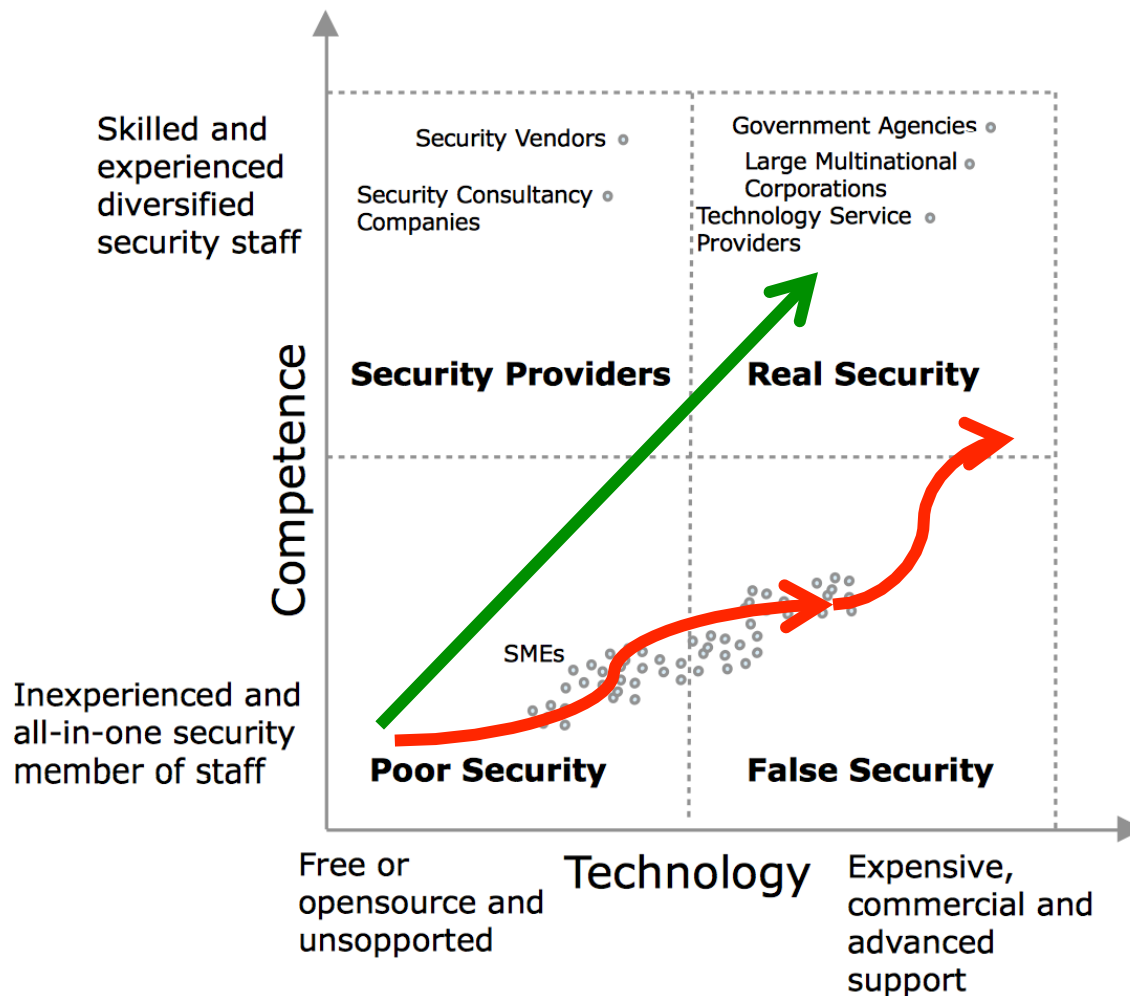 Skilled and
experienced
diversified
security staff
Security Vendors
Security Consultancy
Companies
Government Agencies
Large Multinational
Corporations
Technology Service
Providers
Security Providers
Real Security
Competence
SMEs
Inexperienced and
all-in-one security
member of staff
Poor Security
False Security
Free or
opensource and
unsopported
Technology
Expensive,
commercial and
advanced
support